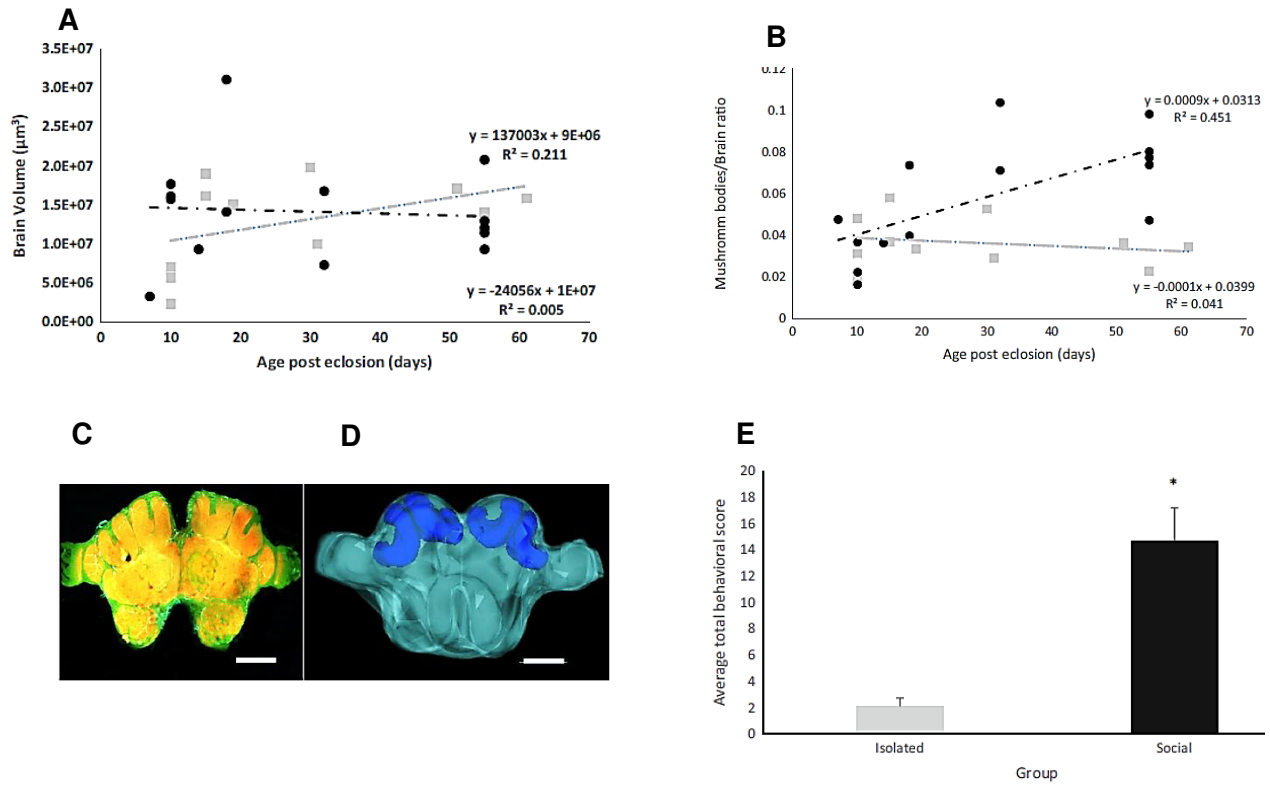 A
3.5E+07
3.0E+07
2.5E+07
2.0E+07
1.5E+07
1.0E+07
5.0E+06
0.0E+00
Brain Volume (µm³)
y = 137003x + 9E+06
R² = 0.211
y = -24056x + 1E+07
R² = 0.005
0 10 20 30 40 50 60 70
Age post eclosion (days)
B
0.12
0.1
0.08
0.06
0.04
0.02
0
Mushromm bodies/Brain ratio
y = 0.0009x + 0.0313
R² = 0.451
y = -0.0001x + 0.0399
R² = 0.041
0 10 20 30 40 50 60 70
Age post eclosion (days)
C
D
E
20
18
16
14
12
10
8
6
4
2
0
Average total behavioral score
*
Isolated Social
Group